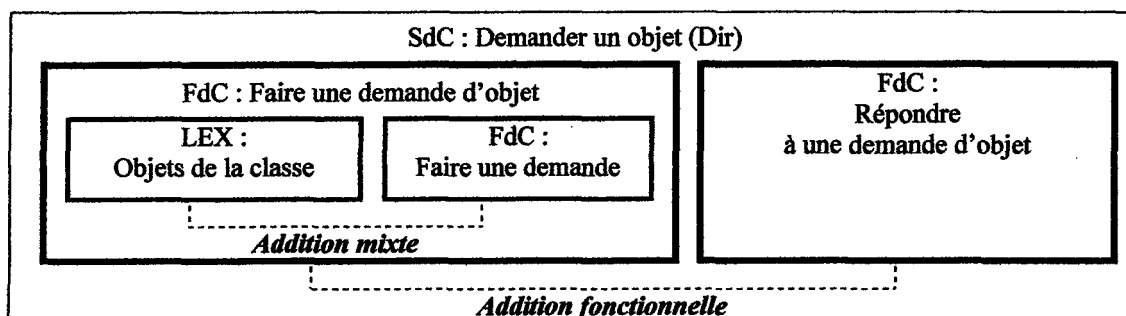 SdC : Demander un objet (Dir)
FdC : Faire une demande d'objet
LEX :
Objets de la classe
FdC :
Faire une demande
Addition mixte
FdC :
Répondre
à une demande d'objet
Addition fonctionnelle